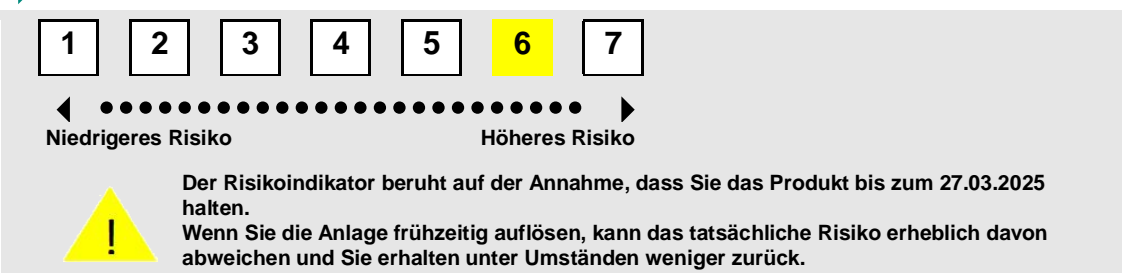 1 2 3 4 5 6 7
Niedrigeres Risiko Höheres Risiko
Der Risikoindikator beruht auf der Annahme, dass Sie das Produkt bis zum 27.03.2025
halten.
!
Wenn Sie die Anlage frühzeitig auflösen, kann das tatsächliche Risiko erheblich davon
abweichen und Sie erhalten unter Umständen weniger zurück.